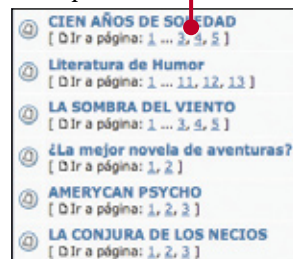 CIEN AÑOS DE SOLEDAD
[ Ir a página: 1 ... 3, 4, 5 ]
Literatura de Humor
[ Ir a página: 1 ... 11, 12, 13 ]
LA SOMBRA DEL VIENTO
[ Ir a página: 1 ... 3, 4, 5 ]
¿La mejor novela de aventuras?
[ Ir a página: 1, 2 ]
AMERYCAN PSYCHO
[ Ir a página: 1, 2, 3 ]
LA CONJURA DE LOS NECIOS
[ Ir a página: 1, 2, 3 ]